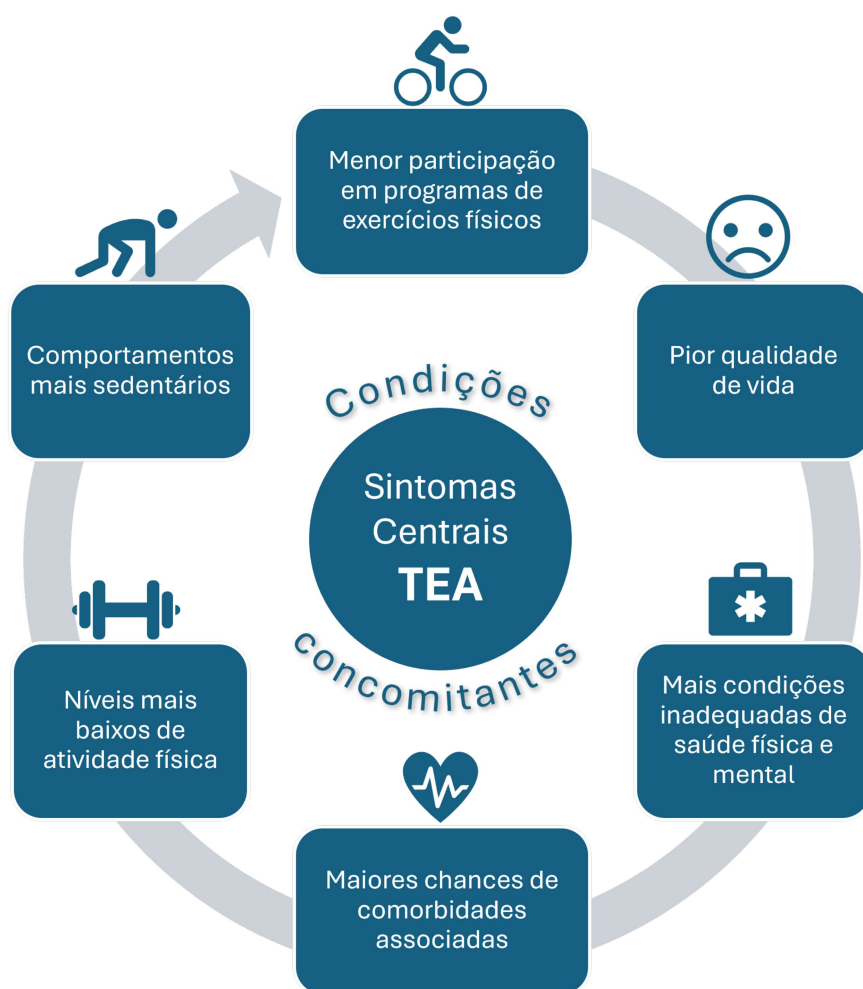 Menor participação
em programas de
exercícios físicos
Pior qualidade
de vida
Mais condições
inadequadas de
saúde física e
mental
Maiores chances de
comorbidades
associadas
Níveis mais
baixos de
atividade física
Comportamentos
mais sedentários
Condições
Sintomas
Centrais
TEA
concomitantes